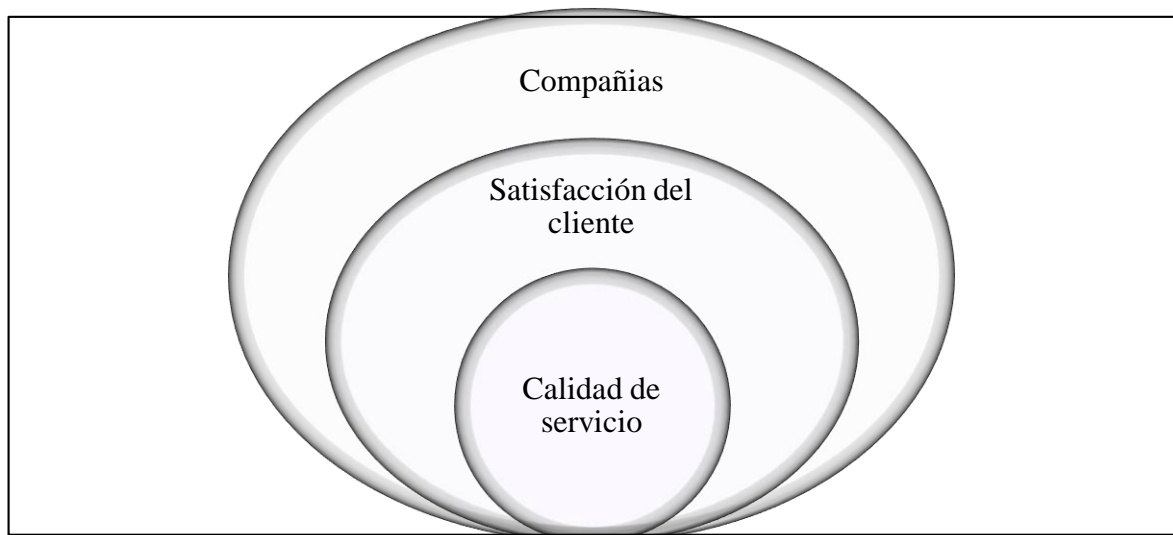 Compañias
Satisfacción del
cliente
Calidad de
servicio